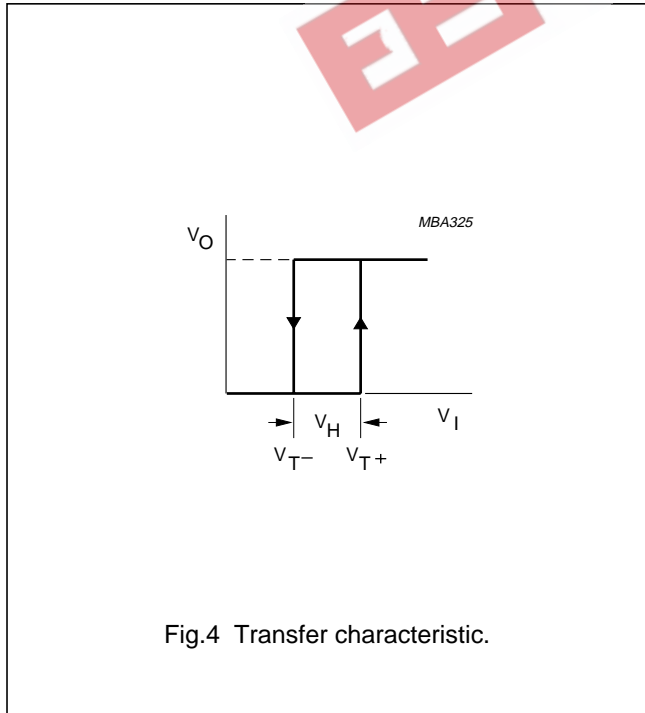 MBA325
VO
VI
VH
VT− VT+
Fig.4 Transfer characteristic.